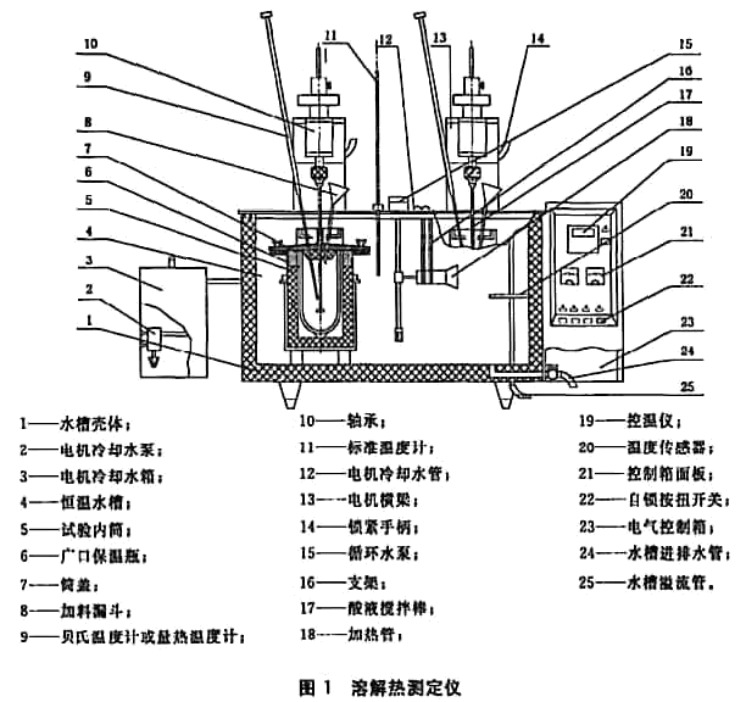 10
9
8
7
6
5
4
3
2
1
11
12
13
14
15
16
17
18
19
20
21
22
23
24
25
1——水槽壳体；
2——电机冷却水泵；
3——电机冷却水箱；
4——恒温水槽；
5——试验内筒；
6——广口保温瓶；
7——筒盖；
8——加料漏斗；
9——贝氏温度计或量热温度计；
10——轴承；
11——标准温度计；
12——电机冷却水管；
13——电机横梁；
14——锁紧手柄；
15——循环水泵；
16——支架；
17——酸液搅拌棒；
18——加热管；
19——控温仪；
20——温度传感器；
21——控制箱面板；
22——自锁按扭开关；
23——电气控制箱；
24——水槽进排水管；
25——水槽溢流管。
图 1 溶解热测定仪